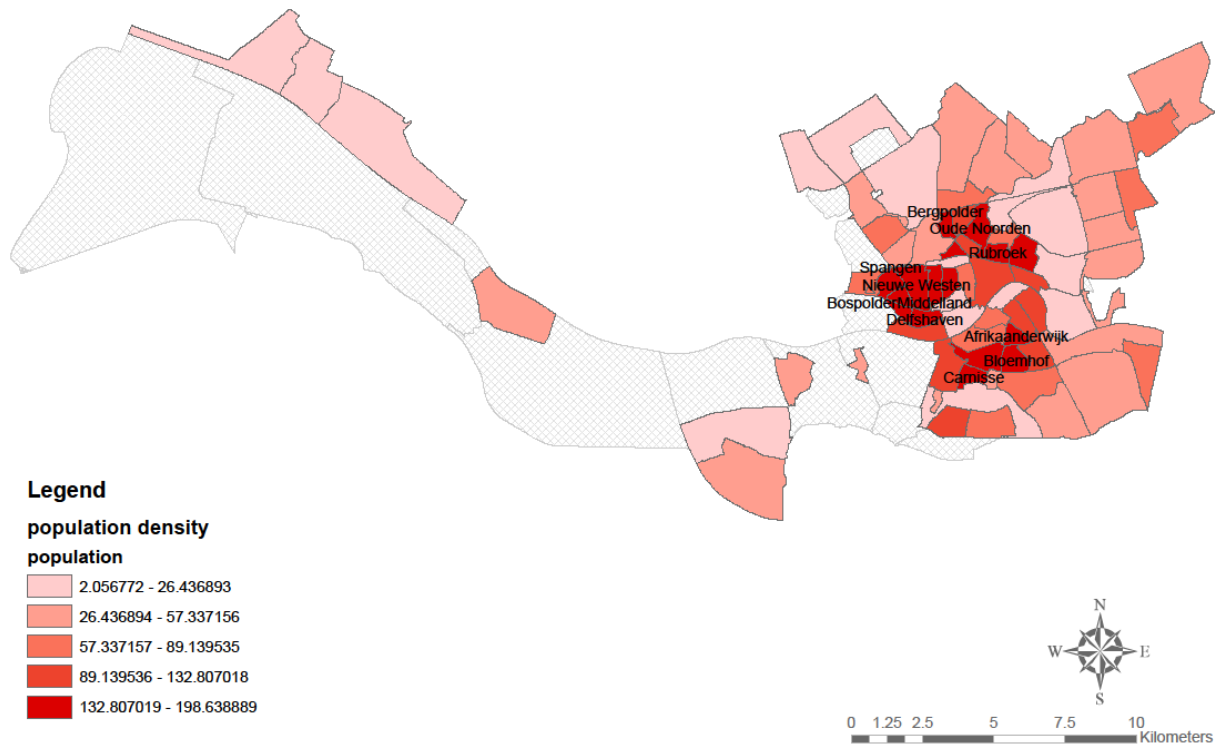 Bergpolder
Oude Noorden
Rubroek
Spangen
Nieuwe Westen
BospolderMiddelland
Delfshaven
Afrikaanderwijk
Bloemhof
Carnisse
Legend
population density
population
2.056772 - 26.436893
26.436894 - 57.337156
57.337157 - 89.139535
89.139536 - 132.807018
132.807019 - 198.638889
N
W E
S
0 1.25 2.5 5 7.5 10
Kilometers